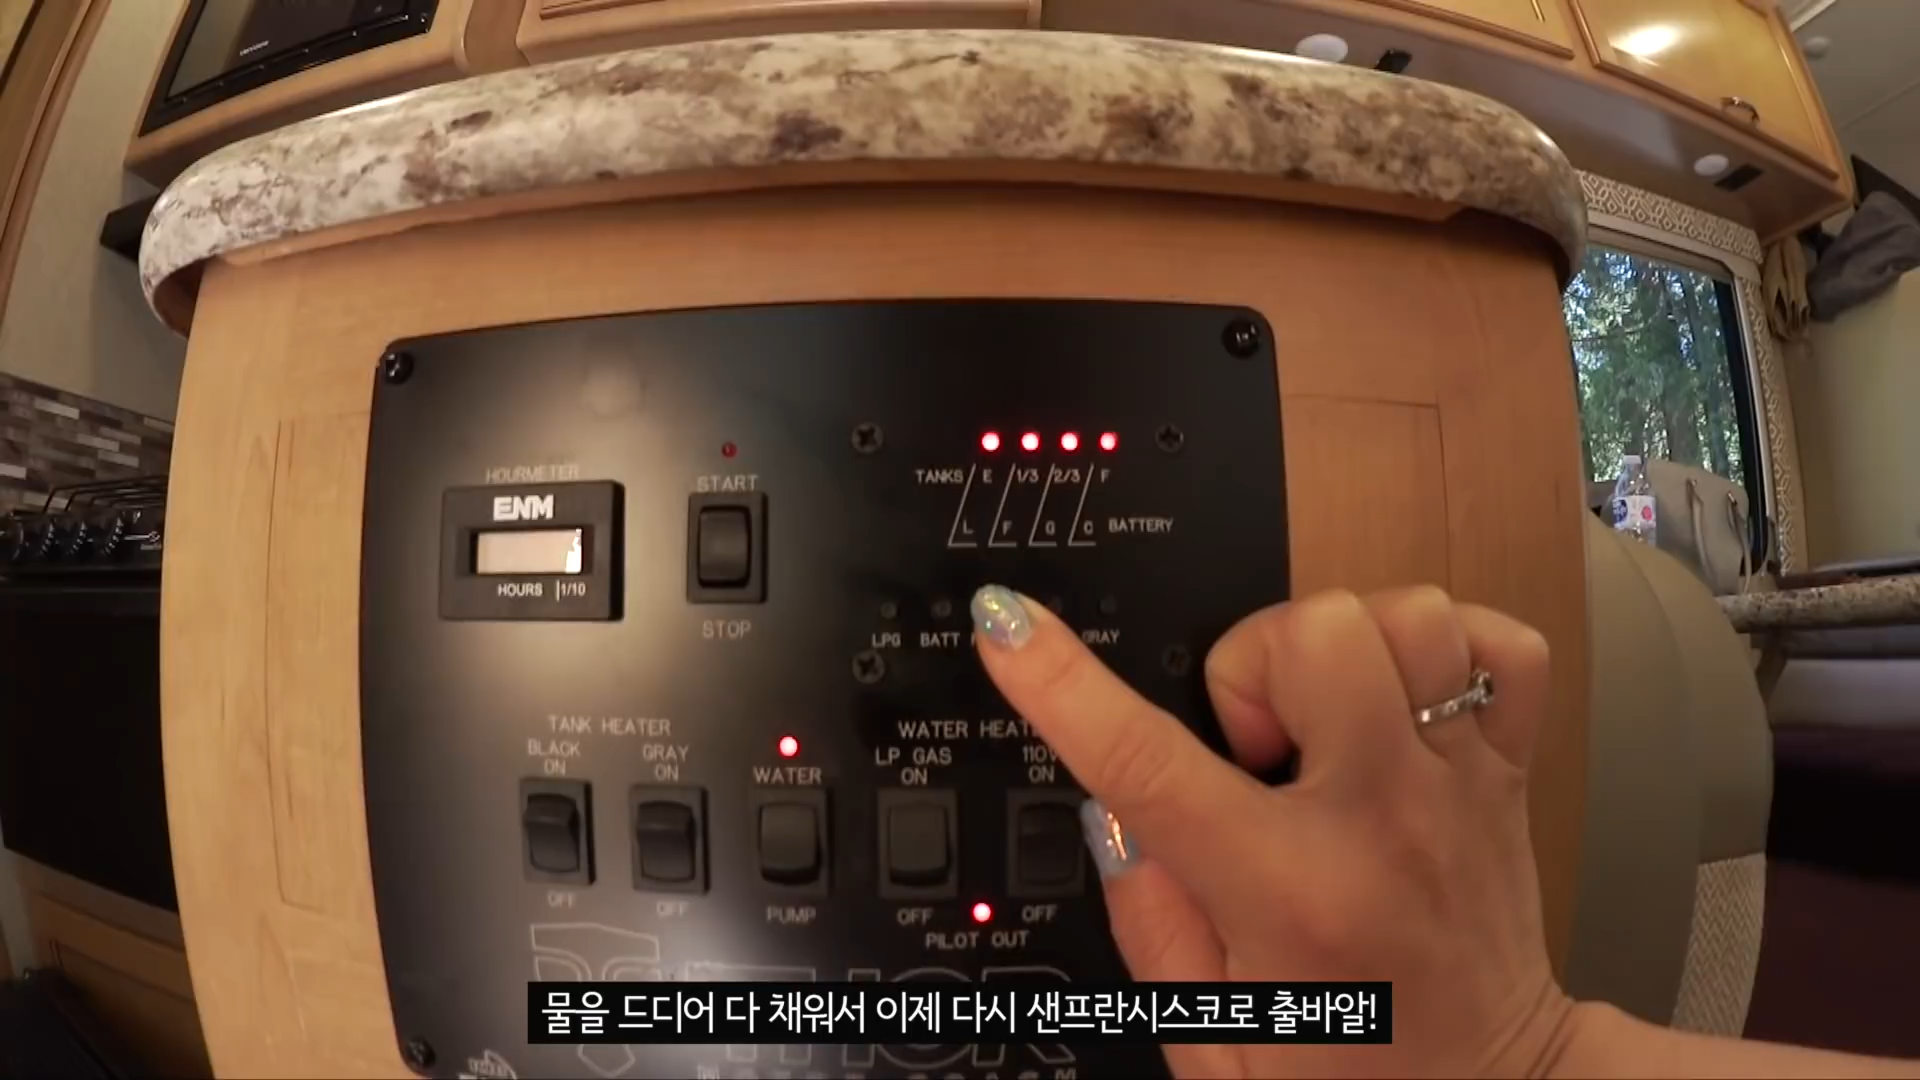 HOURMETER
ENM
HOURS 1/10
START
STOP
TANKS E 1/3 2/3 F
L F G C BATTERY
LPG BATT GRAY
TANK HEATER
BLACK
ON
GRAY
ON
OFF
OFF
WATER
PUMP
WATER HEAT
LP GAS
ON
110V
ON
OFF
OFF
PILOT OUT
THOR
물을 드디어 다 채워서 이제 다시 샌프란시스코로 출바알!